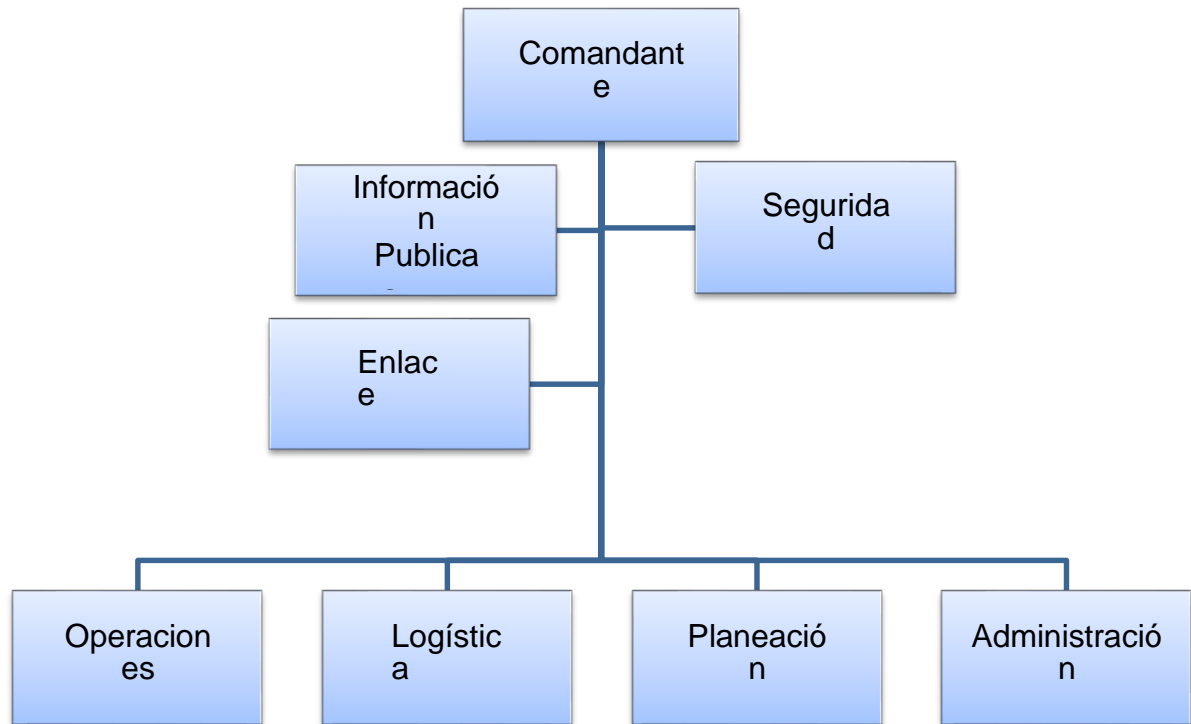 Comandant
e
Informació
n
Publica
Segurida
d
Enlac
e
Operacion
es
Logístic
a
Planeació
n
Administració
n